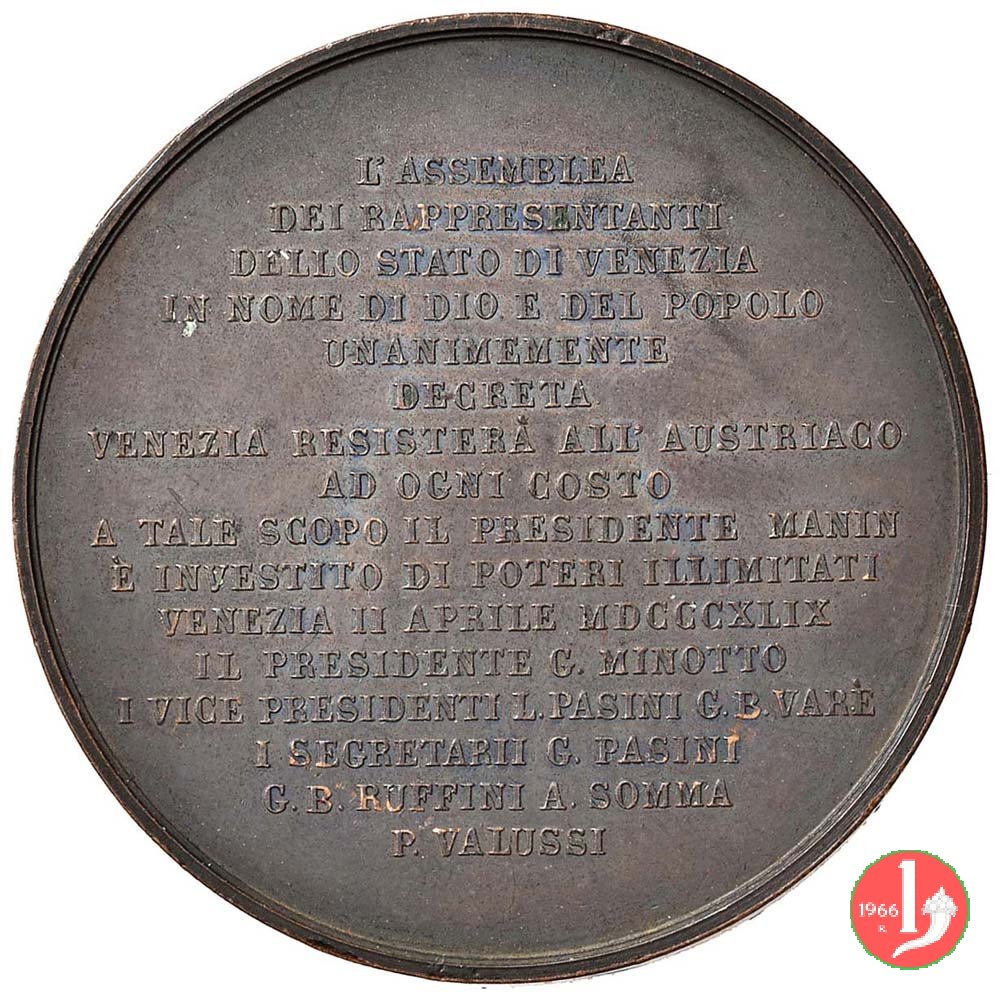 L'ASSEMBLEA
DEI RAPPRESENTANTI
DELLO STATO DI VENEZIA
IN NOME DI DIO E DEL POPOLO
UNANIMEMENTE
DECRETA
VENEZIA RESISTERÀ ALL'AUSTRIACO
AD OGNI COSTO
A TALE SCOPO IL PRESIDENTE MANIN
È INVESTITO DI POTERI ILLIMITATI
VENEZIA II APRILE MDCCCXLIX
IL PRESIDENTE G. MINOTTO
I VICE PRESIDENTI L. PASINI G. B. VARÈ
I SEGRETARII G. PASINI
G. B. RUFFINI A. SOMMA
P. VALUSSI
1966
R